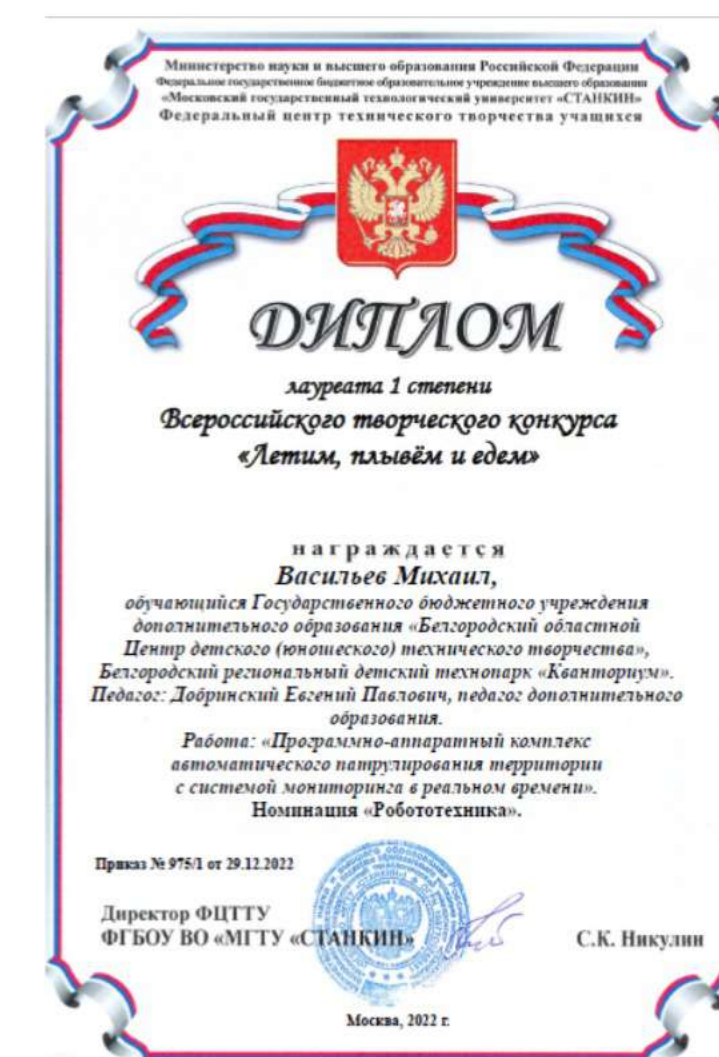 Министерство науки и высшего образования Российской Федерации
Федеральное государственное бюджетное образовательное учреждение высшего образования
«Московский государственный технологический университет «СТАНКИН»
Федеральный центр технического творчества учащихся
ДИПЛОМ
лауреата 1 степени
Всероссийского творческого конкурса
«Летим, плывём и едем»
награждается
Васильев Михаил,
обучающийся Государственного бюджетного учреждения
дополнительного образования «Белгородский областной
Центр детского (юношеского) технического творчества»,
Белгородский региональный детский технопарк «Кванториум».
Педагог: Добринский Евгений Павлович, педагог дополнительного
образования.
Работа: «Программно-аппаратный комплекс
автоматического патрулирования территории
с системой мониторинга в реальном времени».
Номинация «Робототехника».
Приказ № 975/1 от 29.12.2022
Директор ФЦТТУ
ФГБОУ ВО «МГТУ «СТАНКИН»
С.К. Никулин
Москва, 2022 г.